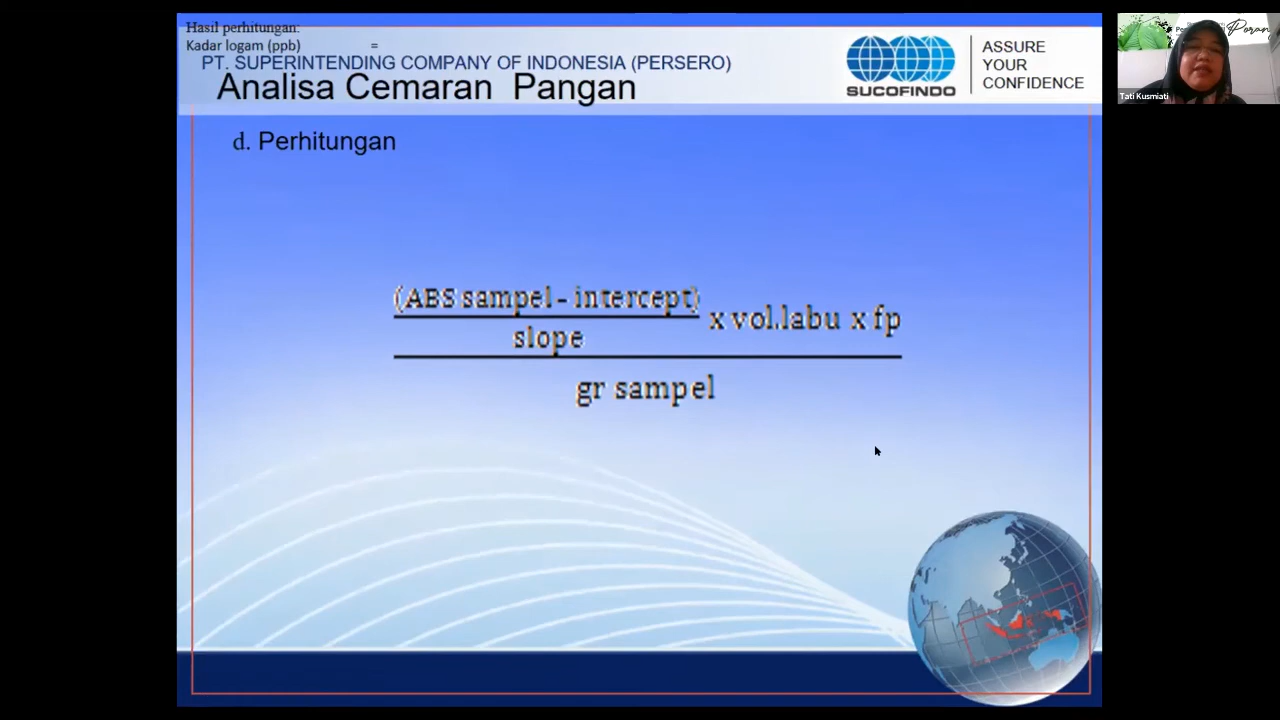 Hasil perhitungan:
Kadar logam (ppb) =
PT. SUPERINTENDING COMPANY OF INDONESIA (PERSERO)
Analisa Cemaran Pangan
SUCOFINDO
ASSURE
YOUR
CONFIDENCE
d. Perhitungan
(ABS sampel - intercept)
slope
x vol.labu x fp
gr sampel
Tati Kusmiati